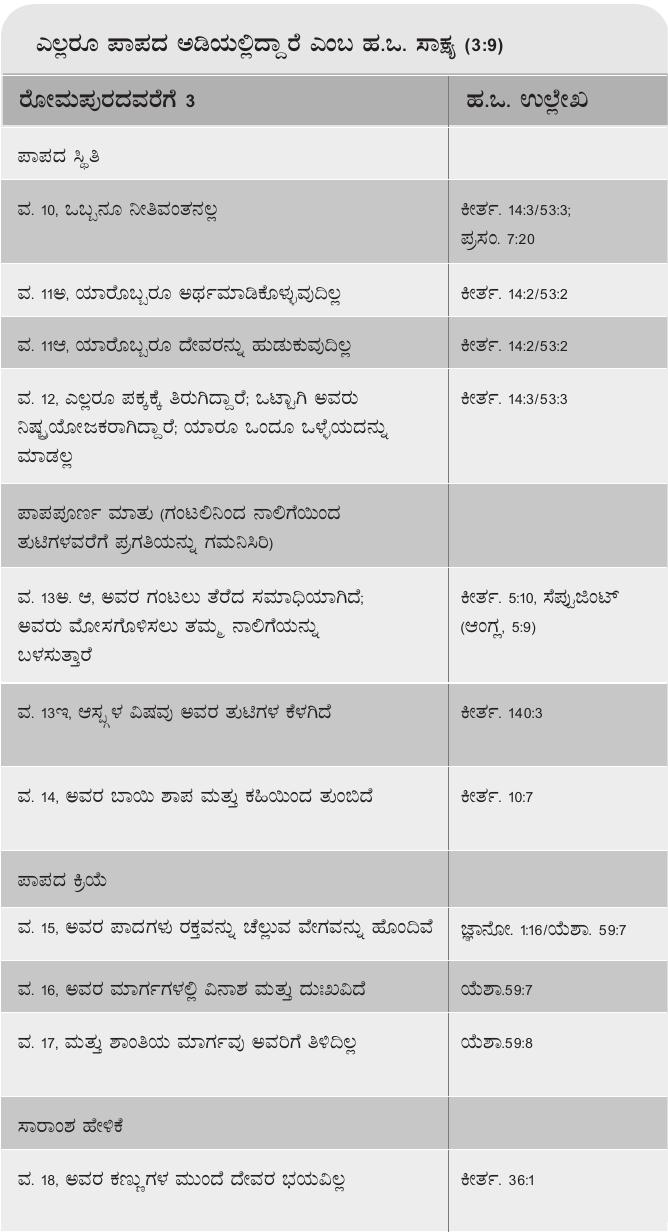 ಎಲ್ಲರೂ ಪಾಪದ ಅಡಿಯಲ್ಲಿದ್ದಾರೆ ಎಂಬ ಹ.ಒ. ಸಾಕ್ಷ್ಯ (3:9)
ರೋಮಪುರದವರೆಗೆ 3 ಹ.ಒ. ಉಲ್ಲೇಖ
ಪಾಪದ ಸ್ಥಿತಿ
ವ. 10, ಒಬ್ಬನೂ ನೀತಿವಂತನಲ್ಲ ಕೀರ್ತ. 14:3/53:3;
ಪ್ರಸಂ. 7:20
ವ. 11ಅ, ಯಾರೊಬ್ಬರೂ ಅರ್ಥಮಾಡಿಕೊಳ್ಳುವುದಿಲ್ಲ ಕೀರ್ತ. 14:2/53:2
ವ. 11ಆ, ಯಾರೊಬ್ಬರೂ ದೇವರನ್ನು ಹುಡುಕುವುದಿಲ್ಲ ಕೀರ್ತ. 14:2/53:2
ವ. 12, ಎಲ್ಲರೂ ಪಕ್ಕಕ್ಕೆ ತಿರುಗಿದ್ದಾರೆ; ಒಟ್ಟಾಗಿ ಅವರು ಕೀರ್ತ. 14:3/53:3
ನಿಷ್ಪ್ರಯೋಜಕರಾಗಿದ್ದಾರೆ; ಯಾರೂ ಒಂದೂ ಒಳ್ಳೆಯದನ್ನು
ಮಾಡಲ್ಲ
ಪಾಪಪೂರ್ಣ ಮಾತು (ಗಂಟಲಿನಿಂದ ನಾಲಿಗೆಯಿಂದ
ತುಟಿಗಳವರೆಗೆ ಪ್ರಗತಿಯನ್ನು ಗಮನಿಸಿರಿ)
ವ. 13ಅ. ಆ, ಅವರ ಗಂಟಲು ತೆರೆದ ಸಮಾಧಿಯಾಗಿದೆ; ಕೀರ್ತ. 5:10, ಸೆಪ್ಟುಜಿಂಟ್
ಅವರು ಮೋಸಗೊಳಿಸಲು ತಮ್ಮ ನಾಲಿಗೆಯನ್ನು (ಆಂಗ್ಲ, 5:9)
ಬಳಸುತ್ತಾರೆ
ವ. 13ಇ, ಆಸ್ಪ್ಗಳ ವಿಷವು ಅವರ ತುಟಿಗಳ ಕೆಳಗಿದೆ ಕೀರ್ತ. 140:3
ವ. 14, ಅವರ ಬಾಯಿ ಶಾಪ ಮತ್ತು ಕಹಿಯಿಂದ ತುಂಬಿದೆ ಕೀರ್ತ. 10:7
ಪಾಪದ ಕ್ರಿಯೆ
ವ. 15, ಅವರ ಪಾದಗಳು ರಕ್ತವನ್ನು ಚೆಲ್ಲುವ ವೇಗವನ್ನು ಹೊಂದಿವೆ ಜ್ಞಾನೋ. 1:16/ಯೆಶಾ. 59:7
ವ. 16, ಅವರ ಮಾರ್ಗಗಳಲ್ಲಿ ವಿನಾಶ ಮತ್ತು ದುಃಖವಿದೆ ಯೆಶಾ.59:7
ವ. 17, ಮತ್ತು ಶಾಂತಿಯ ಮಾರ್ಗವು ಅವರಿಗೆ ತಿಳಿದಿಲ್ಲ ಯೆಶಾ.59:8
ಸಾರಾಂಶ ಹೇಳಿಕೆ
ವ. 18, ಅವರ ಕಣ್ಣುಗಳ ಮುಂದೆ ದೇವರ ಭಯವಿಲ್ಲ ಕೀರ್ತ. 36:1